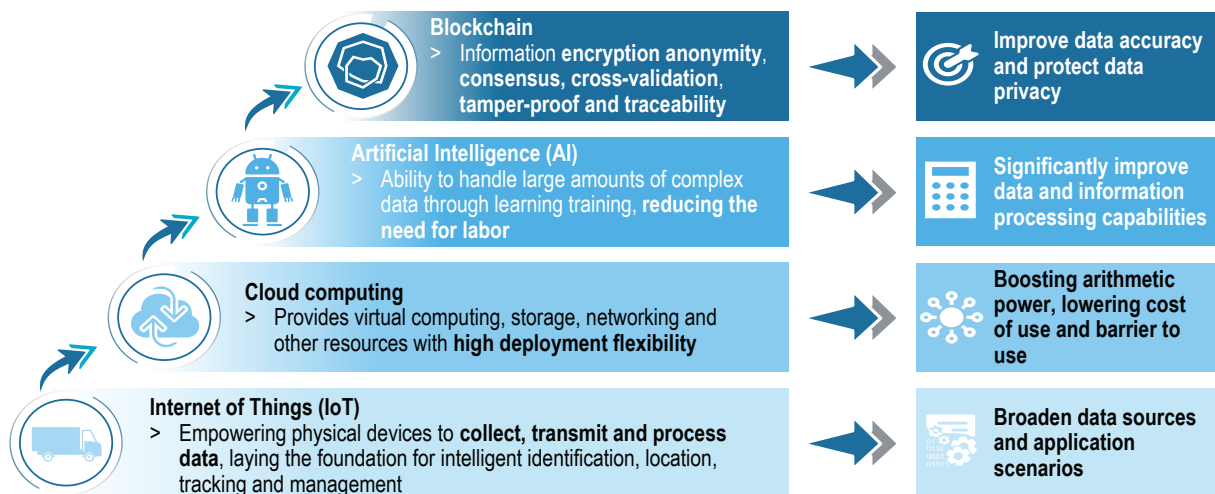 Blockchain
> Information encryption anonymity,
consensus, cross-validation,
tamper-proof and traceability
Improve data accuracy
and protect data
privacy
Artificial Intelligence (AI)
> Ability to handle large amounts of complex
data through learning training, reducing the
need for labor
Significantly improve
data and information
processing capabilities
Cloud computing
> Provides virtual computing, storage, networking and
other resources with high deployment flexibility
Boosting arithmetic
power, lowering cost
of use and barrier to
use
Internet of Things (IoT)
> Empowering physical devices to collect, transmit and process
data, laying the foundation for intelligent identification, location,
tracking and management
01
0110
0001
01101
Broaden data sources
and application
scenarios